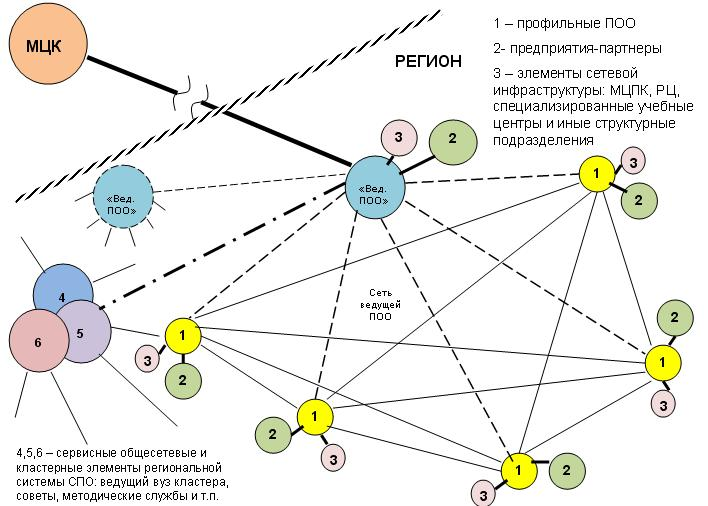 МЦК
РЕГИОН
1 – профильные ПОО
2- предприятия-партнеры
3 – элементы сетевой
инфраструктуры: МЦПК, РЦ,
специализированные учебные
центры и иные структурные
подразделения
3
2
«Вед.
ПОО»
«Вед.
ПОО»
1
3
2
4
5
6
Сеть
ведущей
ПОО
1
3
2
2
1
3
1
2
3
1
2
3
4,5,6 – сервисные общесетевые и
кластерные элементы региональной
системы СПО: ведущий вуз кластера,
советы, методические службы и т.п.